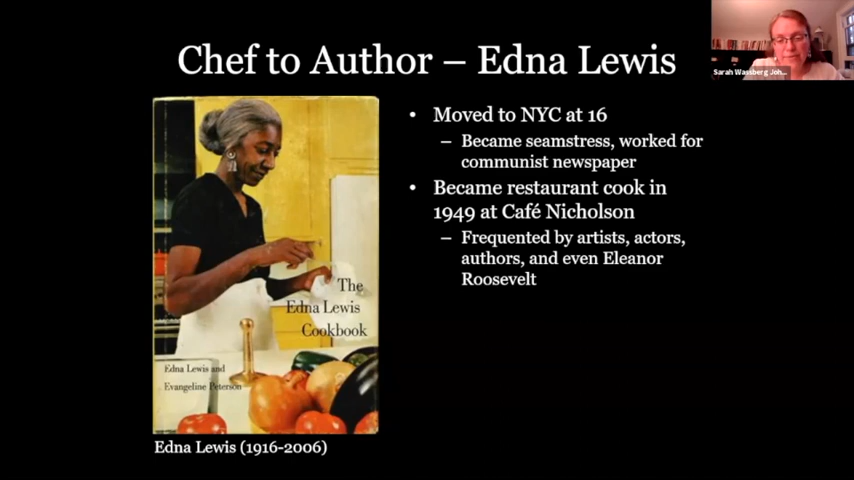 Chef to Author – Edna Lewis
Sarah Wassberg Joh...
• Moved to NYC at 16
– Became seamstress, worked for
communist newspaper
• Became restaurant cook in
1949 at Café Nicholson
– Frequented by artists, actors,
authors, and even Eleanor
Roosevelt
The
Edna Lewis
Cookbook
Edna Lewis and
Evangeline Peterson
Edna Lewis (1916-2006)